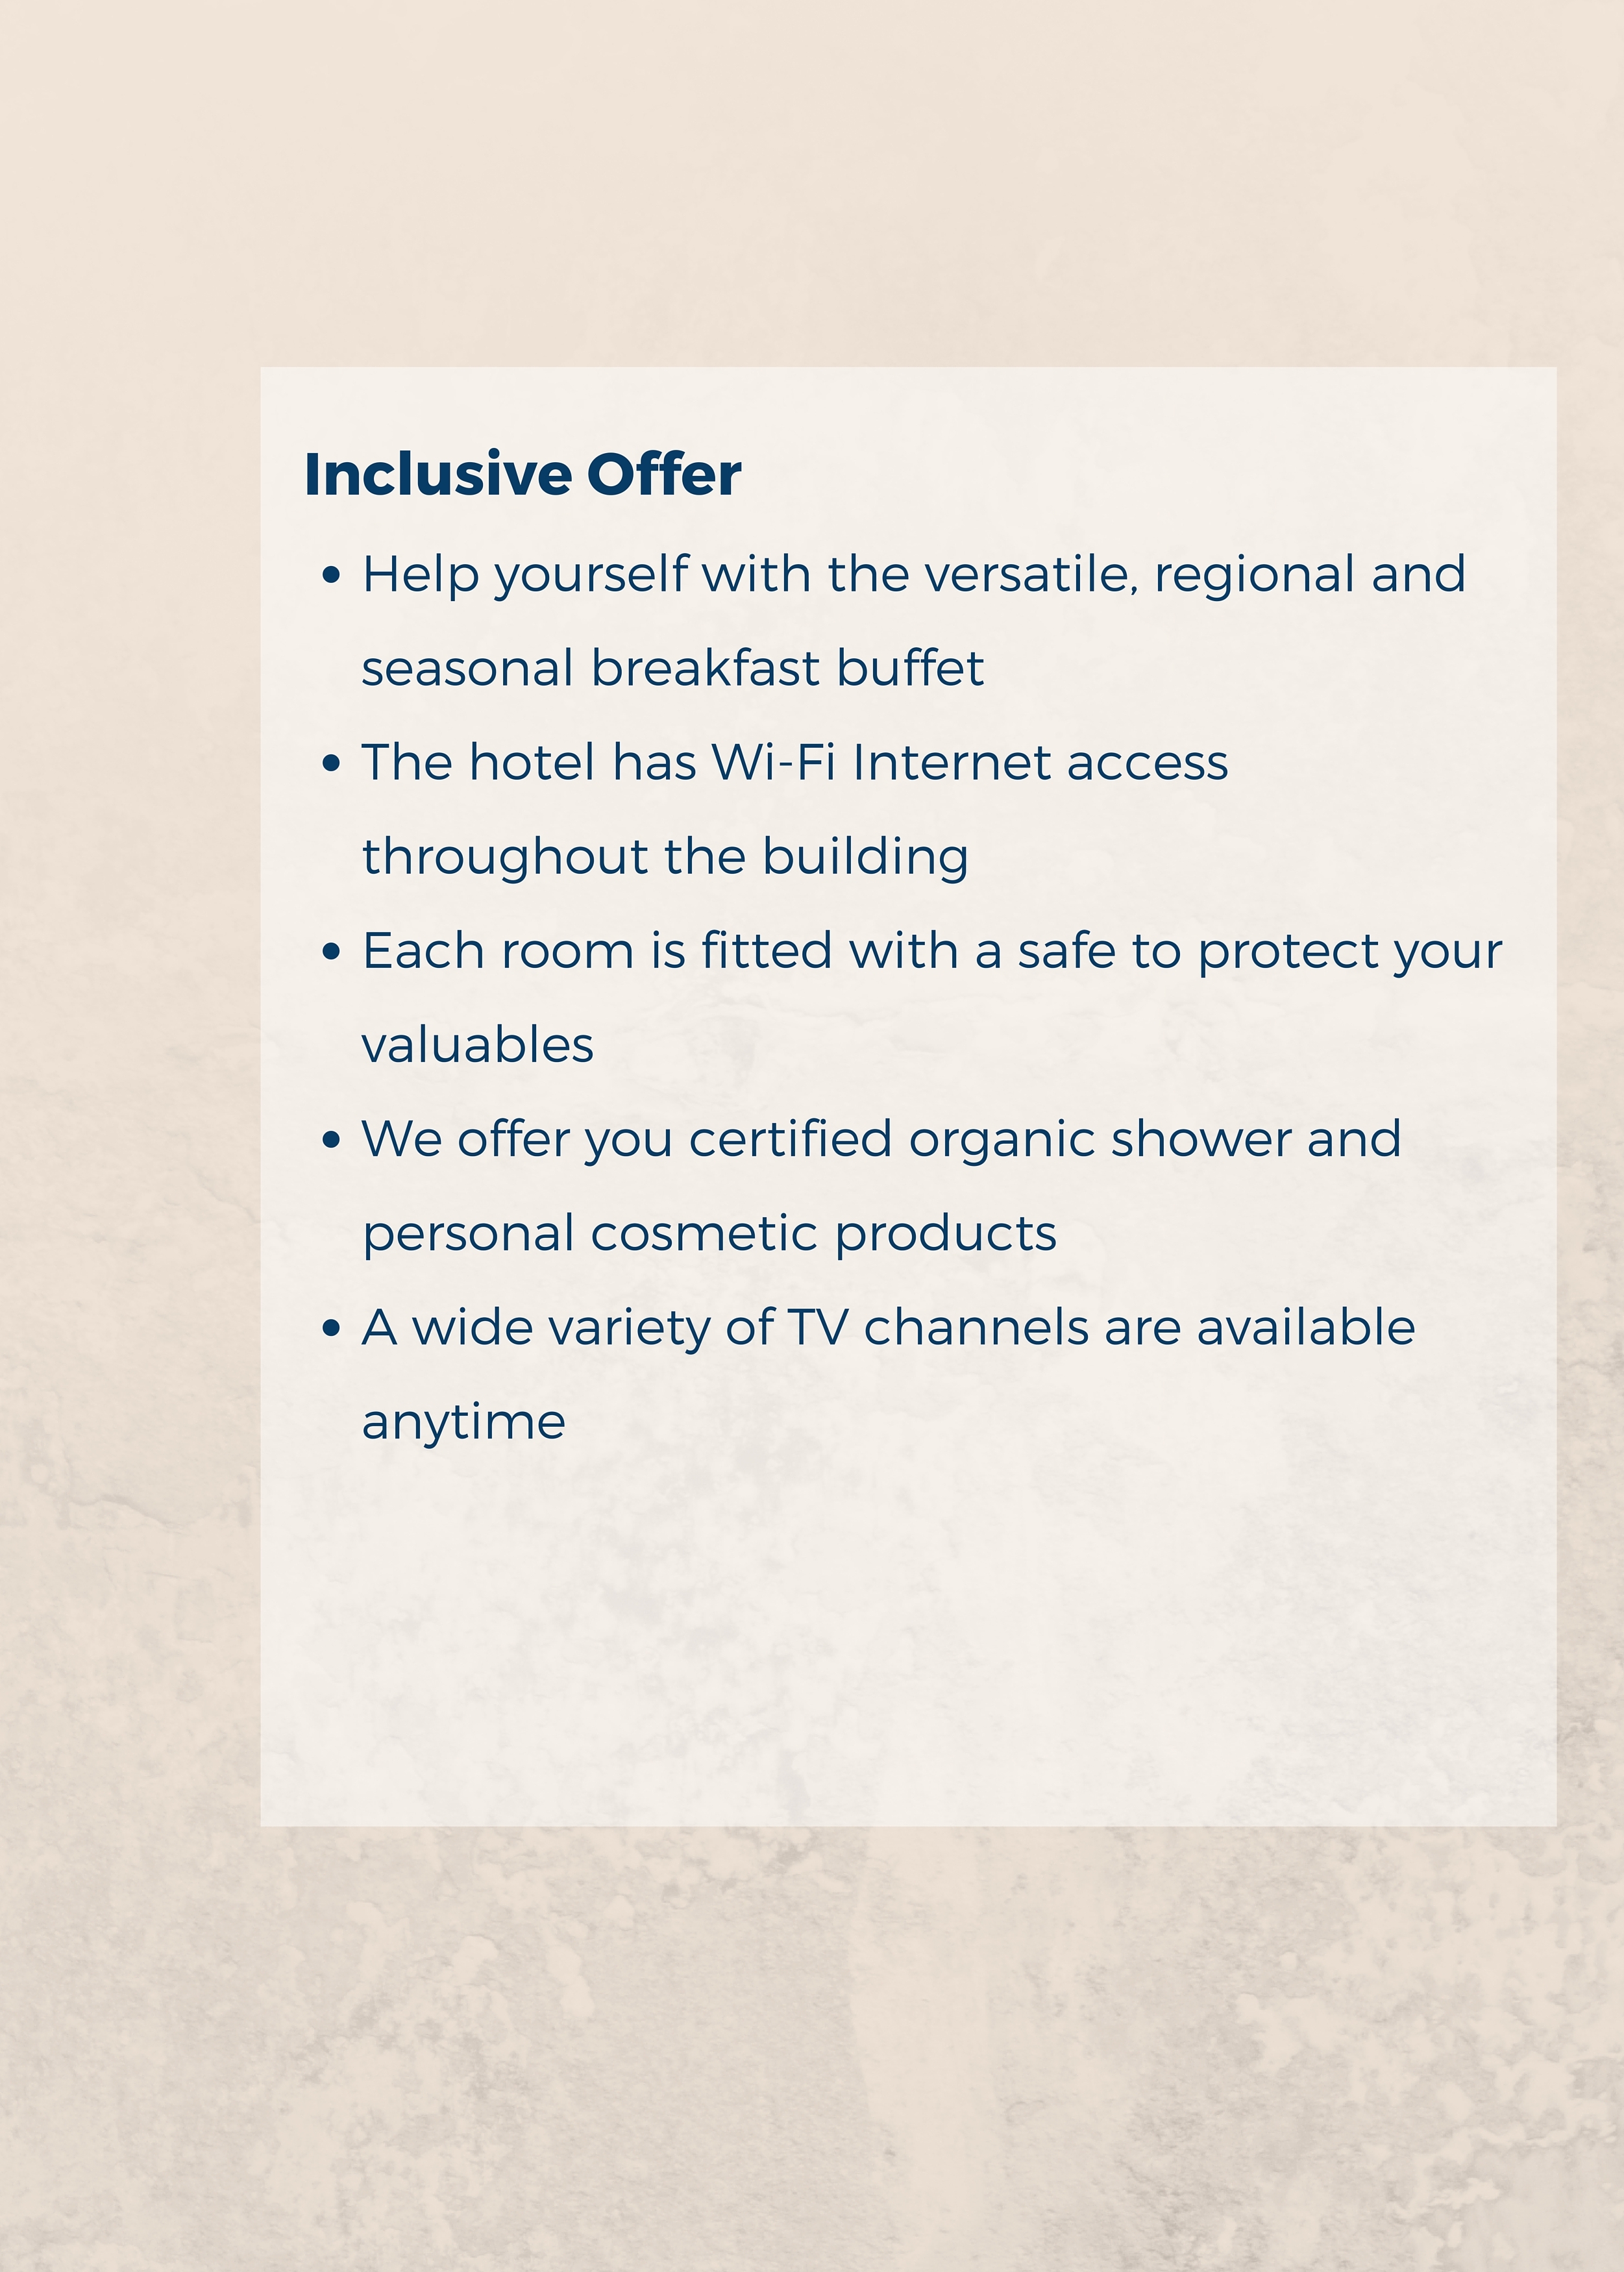 Inclusive Offer
• Help yourself with the versatile, regional and
seasonal breakfast buffet
• The hotel has Wi-Fi Internet access
throughout the building
• Each room is fitted with a safe to protect your
valuables
• We offer you certified organic shower and
personal cosmetic products
• A wide variety of TV channels are available
anytime